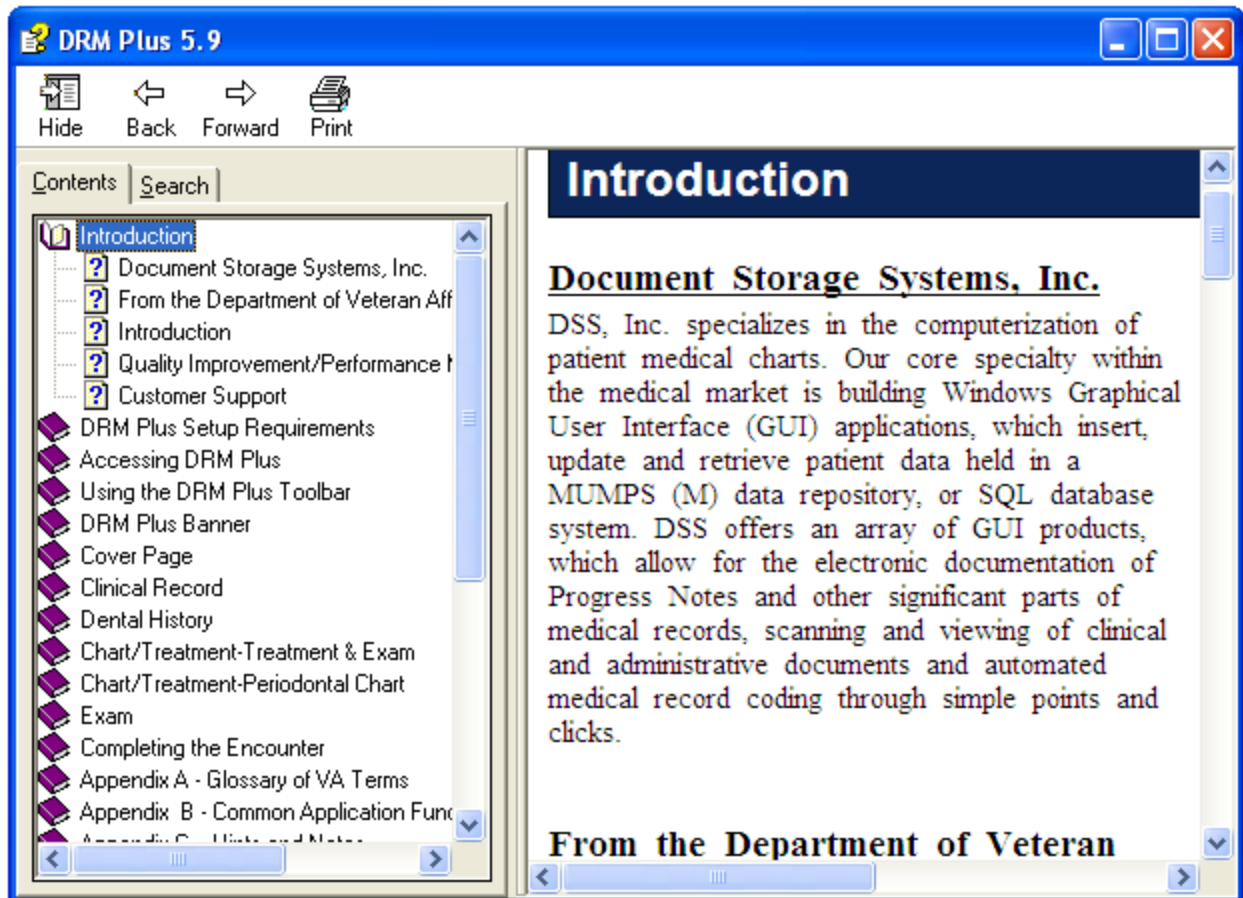 DRM Plus 5.9
Hide Back Forward Print
Contents Search
Introduction
Document Storage Systems, Inc.
From the Department of Veteran Aff
Introduction
Quality Improvement/Performance
Customer Support
DRM Plus Setup Requirements
Accessing DRM Plus
Using the DRM Plus Toolbar
DRM Plus Banner
Cover Page
Clinical Record
Dental History
Chart/Treatment-Treatment & Exam
Chart/Treatment-Periodontal Chart
Exam
Completing the Encounter
Appendix A - Glossary of VA Terms
Appendix B - Common Application Func
Appendix C - Hints and Notes
Introduction
Document Storage Systems, Inc.
DSS, Inc. specializes in the computerization of
patient medical charts. Our core specialty within
the medical market is building Windows Graphical
User Interface (GUI) applications, which insert,
update and retrieve patient data held in a
MUMPS (M) data repository, or SQL database
system. DSS offers an array of GUI products,
which allow for the electronic documentation of
Progress Notes and other significant parts of
medical records, scanning and viewing of clinical
and administrative documents and automated
medical record coding through simple points and
clicks.
From the Department of Veteran